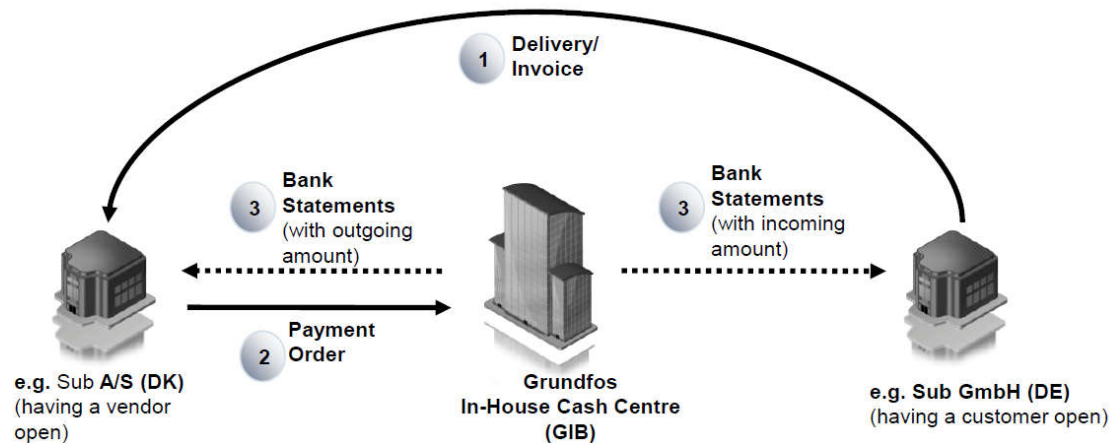 1
Delivery/
Invoice
3
Bank
Statements
(with outgoing
amount)
3
Bank
Statements
(with incoming
amount)
2
Payment
Order
e.g. Sub A/S (DK)
(having a vendor
open)
Grundfos
In-House Cash Centre
(GIB)
e.g. Sub GmbH (DE)
(having a customer open)